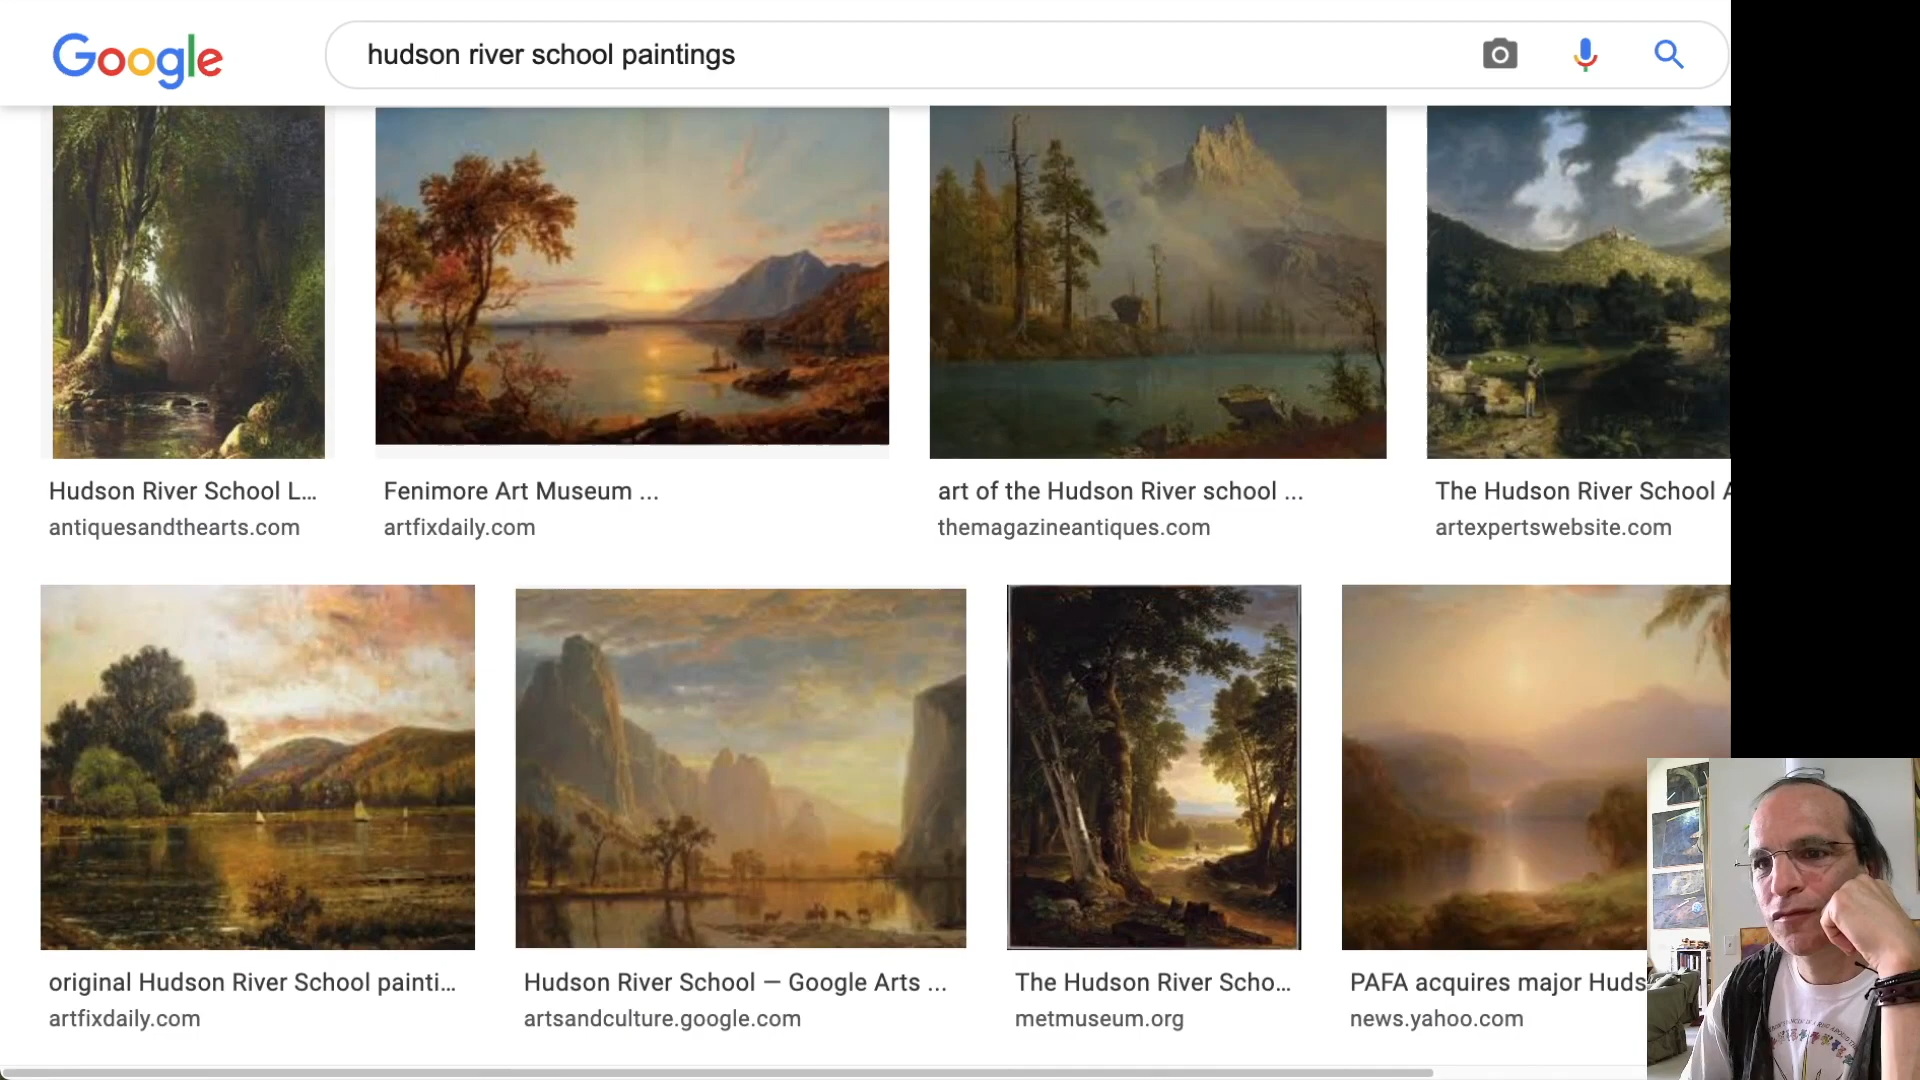 Google
hudson river school paintings
Hudson River School L...
antiquesandthearts.com
Fenimore Art Museum ...
artfixdaily.com
art of the Hudson River school ...
themagazineantiques.com
The Hudson River School A
artexpertswebsite.com
original Hudson River School painti...
artfixdaily.com
Hudson River School — Google Arts ...
artsandculture.google.com
The Hudson River Scho...
metmuseum.org
PAFA acquires major Huds
news.yahoo.com